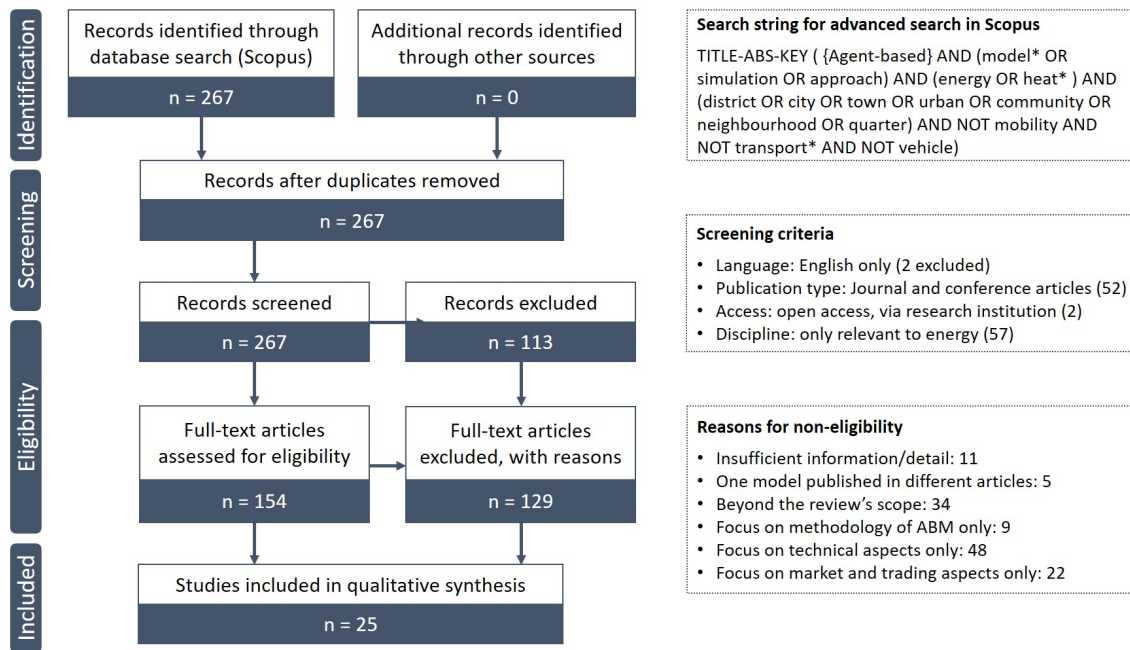 Identification
Records identified through
database search (Scopus)
n = 267
Additional records identified
through other sources
n = 0
Search string for advanced search in Scopus
TITLE-ABS-KEY ( {Agent-based} AND (model* OR
simulation OR approach) AND (energy OR heat* ) AND
(district OR city OR town OR urban OR community OR
neighbourhood OR quarter) AND NOT mobility AND
NOT transport* AND NOT vehicle)
Screening
Records after duplicates removed
n = 267
Records screened
n = 267
Records excluded
n = 113
Screening criteria
• Language: English only (2 excluded)
• Publication type: Journal and conference articles (52)
• Access: open access, via research institution (2)
• Discipline: only relevant to energy (57)
Eligibility
Full-text articles
assessed for eligibility
n = 154
Full-text articles
excluded, with reasons
n = 129
Reasons for non-eligibility
• Insufficient information/detail: 11
• One model published in different articles: 5
• Beyond the review’s scope: 34
• Focus on methodology of ABM only: 9
• Focus on technical aspects only: 48
• Focus on market and trading aspects only: 22
Included
Studies included in qualitative synthesis
n = 25